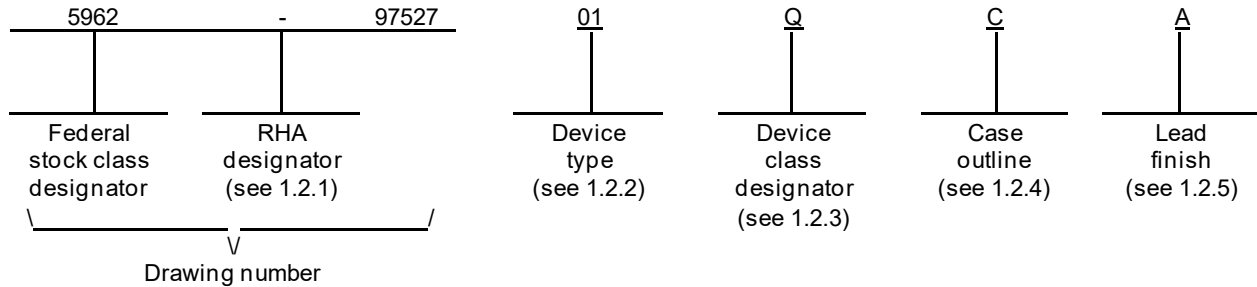 5962 - 97527 01 Q C A
Federal stock class designator
RHA designator (see 1.2.1)
Device type (see 1.2.2)
Device class designator (see 1.2.3)
Case outline (see 1.2.4)
Lead finish (see 1.2.5)
\ /
\/
Drawing number